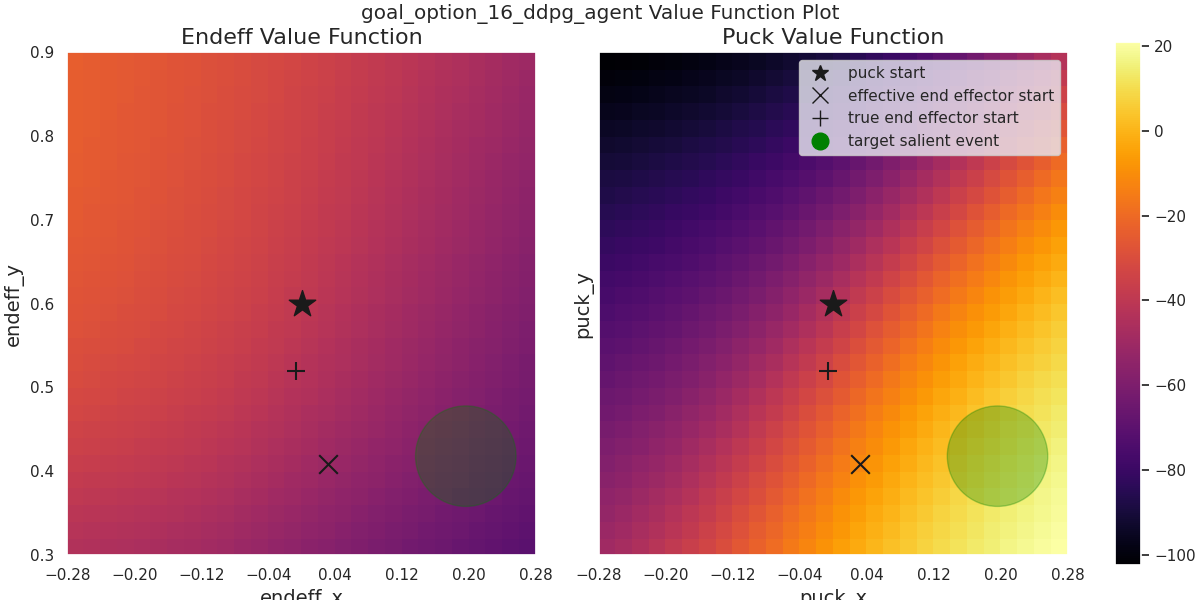 goal_option_16_ddpg_agent Value Function Plot
Endeff Value Function
0.9
0.8
0.7
0.6
0.5
0.4
0.3
endeff_y
−0.28 −0.20 −0.12 −0.04 0.04 0.12 0.20 0.28
endeff_x
Puck Value Function
puck start
effective end effector start
true end effector start
target salient event
puck_y
−0.28 −0.20 −0.12 −0.04 0.04 0.12 0.20 0.28
puck_x
20
0
−20
−40
−60
−80
−100